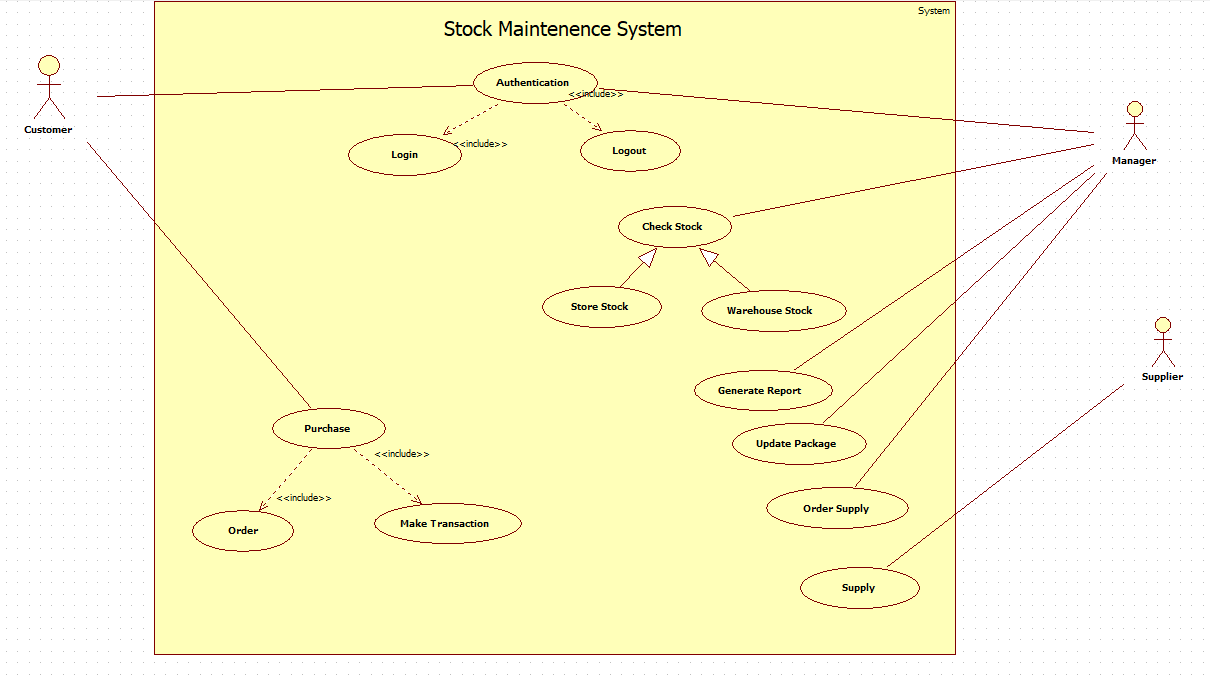 System
Stock Maintenence System
Authentication
<<include>>
Customer
<<include>>
Login
Logout
Manager
Check Stock
Store Stock
Warehouse Stock
Supplier
Generate Report
Purchase
Update Package
<<include>>
<<include>>
Order Supply
Order
Make Transaction
Supply